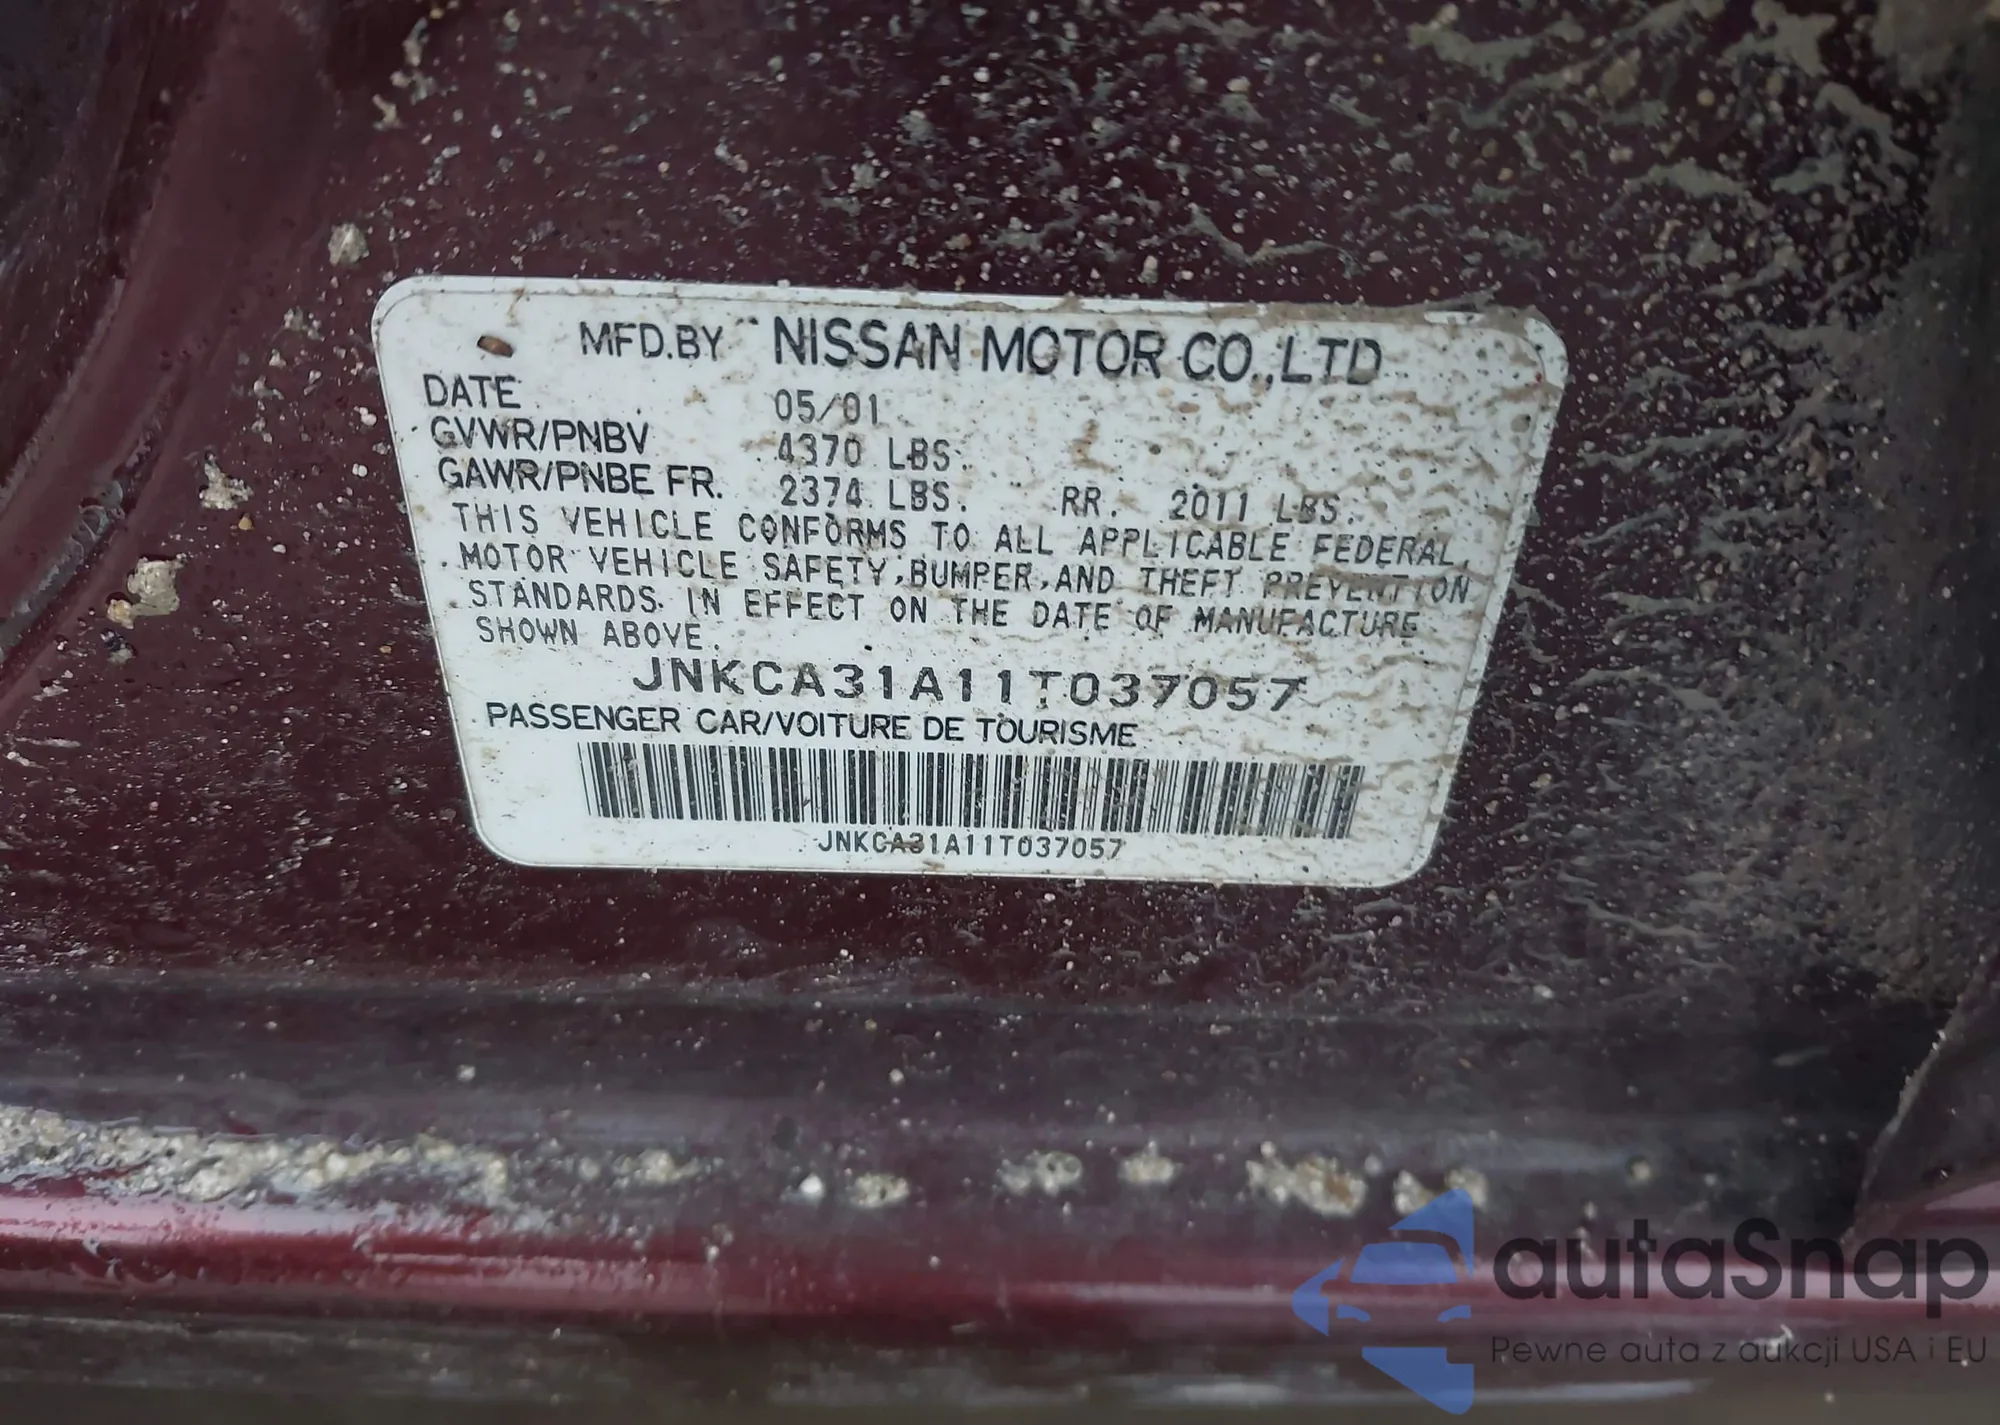 MFD.BY NISSAN MOTOR CO.,LTD
DATE 05/01
GVWR/PNBV 4370 LBS.
GAWR/PNBE FR. 2374 LBS. RR. 2011 LBS.
THIS VEHICLE CONFORMS TO ALL APPLICABLE FEDERAL
MOTOR VEHICLE SAFETY,BUMPER,AND THEFT PREVENTION
STANDARDS IN EFFECT ON THE DATE OF MANUFACTURE
SHOWN ABOVE.
JNKCA31A11T037057
PASSENGER CAR/VOITURE DE TOURISME
JNKCA31A11T037057
autaSnap
Pewne auta z aukcji USA i EU